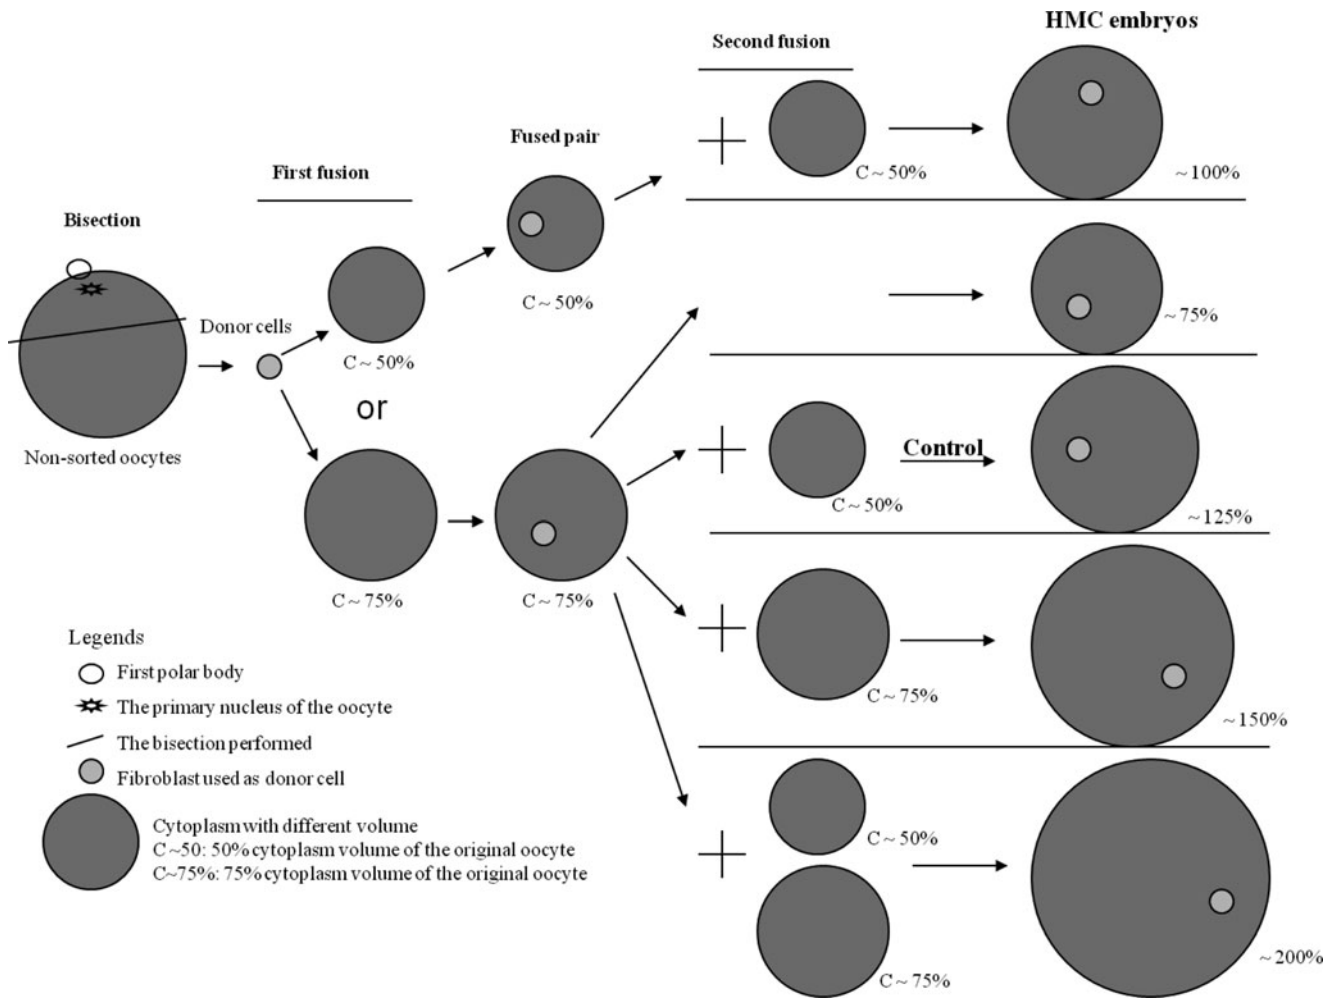 HMC embryos
Second fusion
Fused pair
First fusion
Bisection
C~50%
~100%
C~50%
~75%
Donor cells
C~50%
or
Non-sorted oocytes
Control
C~50%
~125%
C~75%
C~75%
C~75%
~150%
Legends
First polar body
The primary nucleus of the oocyte
The bisection performed
Fibroblast used as donor cell
Cytoplasm with different volume
C~50: 50% cytoplasm volume of the original oocyte
C~75%: 75% cytoplasm volume of the original oocyte
C~50%
C~75%
~200%